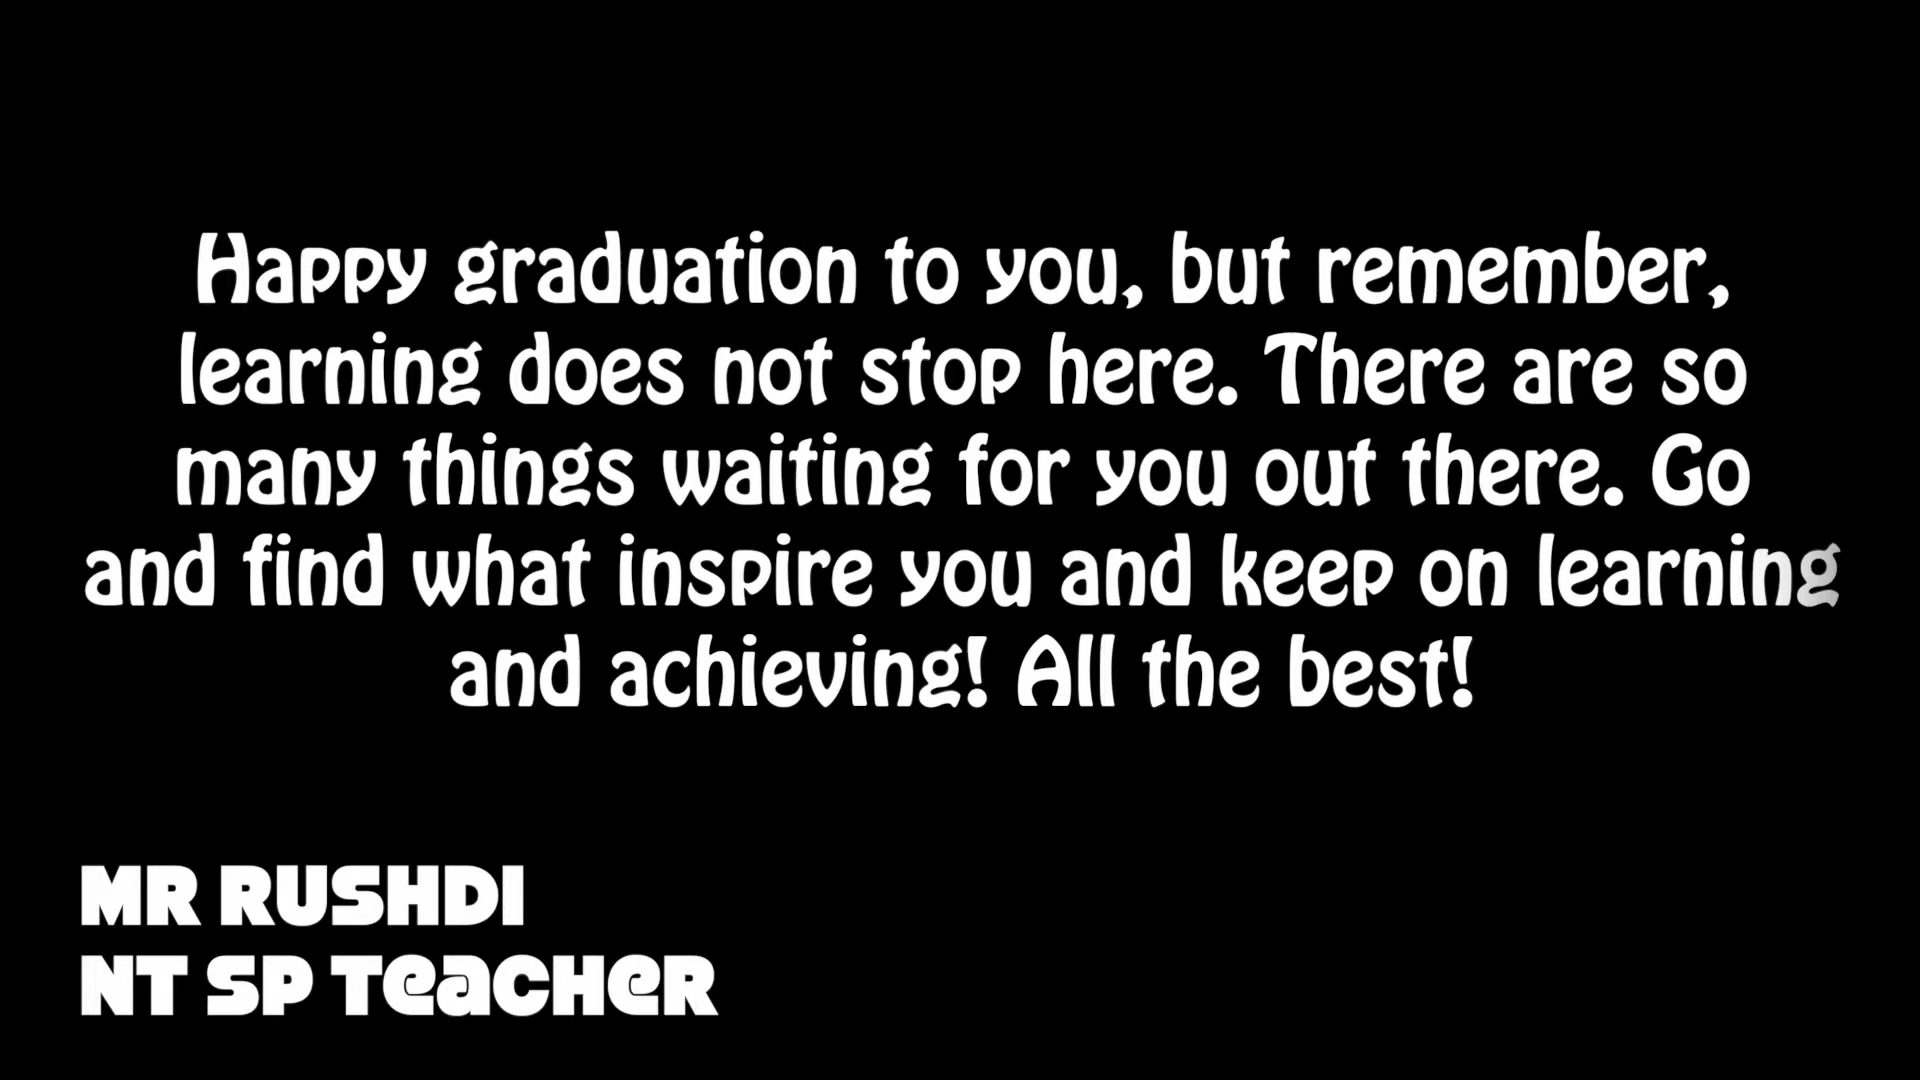 Happy graduation to you, but remember,
learning does not stop here. There are so
many things waiting for you out there. Go
and find what inspire you and keep on learning
and achieving! All the best!
MR RUSHDI
NT SP TEACHER